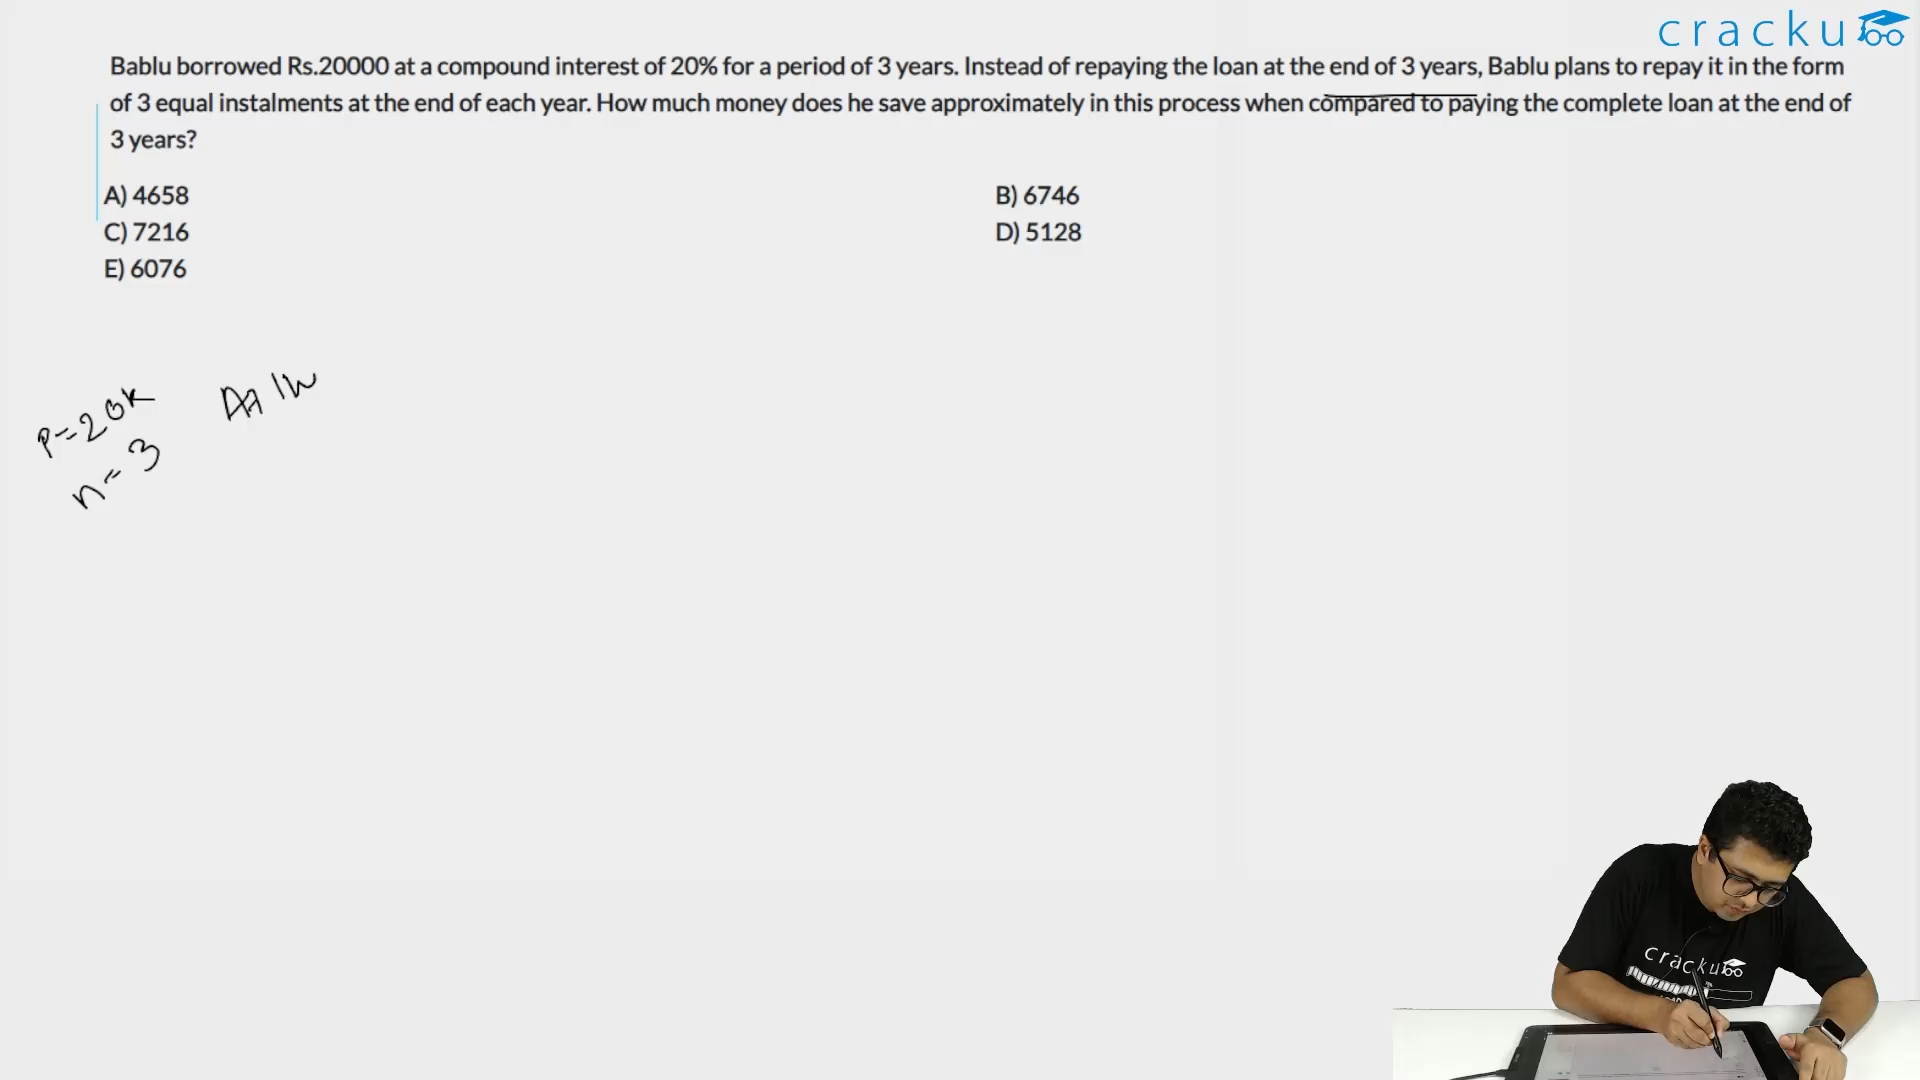 cracku
Bablu borrowed Rs.20000 at a compound interest of 20% for a period of 3 years. Instead of repaying the loan at the end of 3 years, Bablu plans to repay it in the form
of 3 equal instalments at the end of each year. How much money does he save approximately in this process when compared to paying the complete loan at the end of
3 years?
A) 4658
B) 6746
C) 7216
D) 5128
E) 6076
P=20K
n=3
cracku